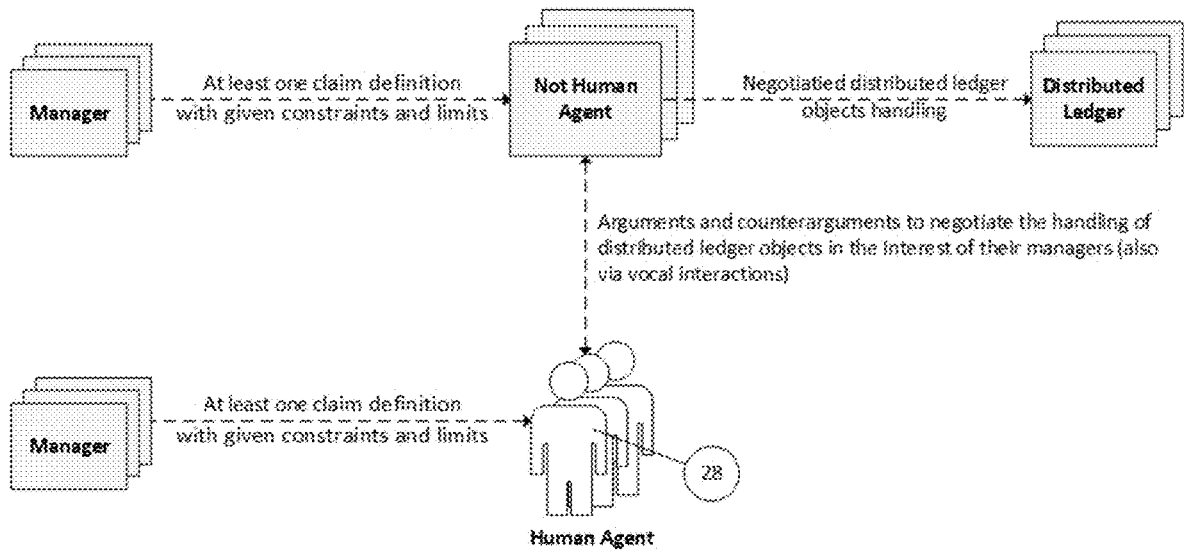 Manager
At least one claim definition
with given constraints and limits
Not Human
Agent
Negotiatied distributed ledger
objects handling
Distributed
Ledger
Arguments and counterarguments to negotiate the handling of
distributed ledger objects in the interest of their managers (also
via vocal interactions)
Manager
At least one claim definition
with given constraints and limits
28
Human Agent